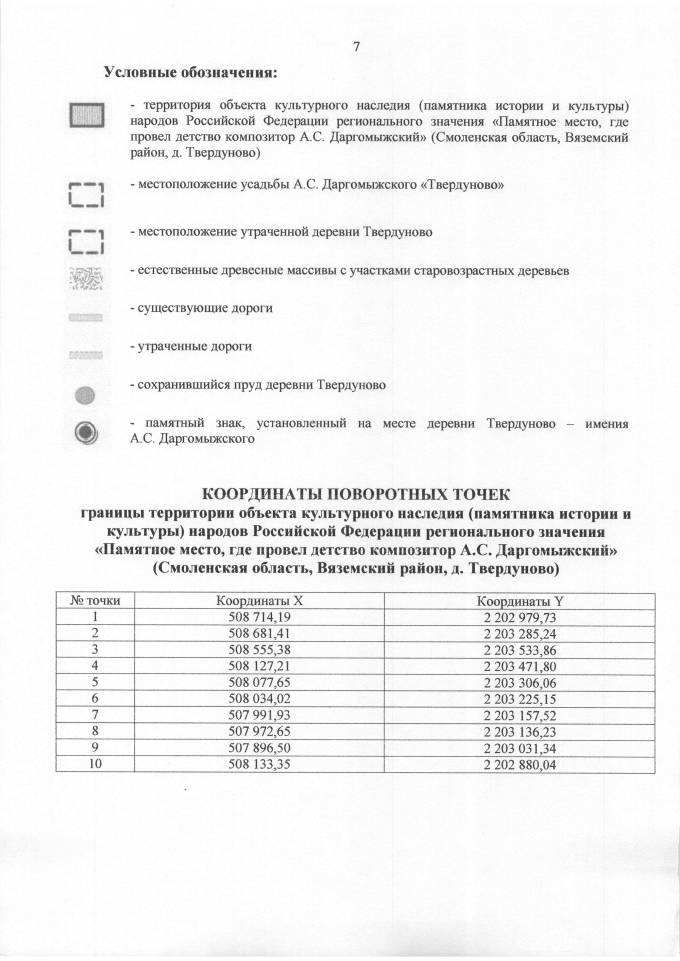 7
Условные обозначения:
- территория объекта культурного наследия (памятника истории и культуры)
народов Российской Федерации регионального значения «Памятное место, где
провел детство композитор А.С. Даргомыжский» (Смоленская область, Вяземский
район, д. Твердуново)
- местоположение усадьбы А.С. Даргомыжского «Твердуново»
- местоположение утраченной деревни Твердуново
- естественные древесные массивы с участками старовозрастных деревьев
- существующие дороги
- утраченные дороги
- сохранившийся пруд деревни Твердуново
- памятный знак, установленный на месте деревни Твердуново – имения
А.С. Даргомыжского
КООРДИНАТЫ ПОВОРОТНЫХ ТОЧЕК
границы территории объекта культурного наследия (памятника истории и
культуры) народов Российской Федерации регионального значения
«Памятное место, где провел детство композитор А.С. Даргомыжский»
(Смоленская область, Вяземский район, д. Твердуново)
№ точки Координаты X Координаты Y
1 508 714,19 2 202 979,73
2 508 681,41 2 203 285,24
3 508 555,38 2 203 533,86
4 508 127,21 2 203 471,80
5 508 077,65 2 203 306,06
6 508 034,02 2 203 225,15
7 507 991,93 2 203 157,52
8 507 972,65 2 203 136,23
9 507 896,50 2 203 031,34
10 508 133,35 2 202 880,04